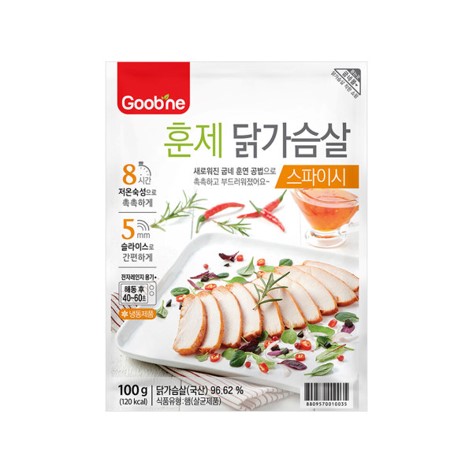 Goobne
훈제 닭가슴살
새로워진 굽네 훈연 공법으로
촉촉하고 부드러워졌어요~
스파이시
8시간
저온숙성으로
촉촉하게
5mm
슬라이스로
간편하게
전자레인지 용기+
해동 후
40~60초
냉동제품
100g
(120 kcal)
닭가슴살(국산) 96.62 %
식품유형:햄(살균제품)
8809570010035